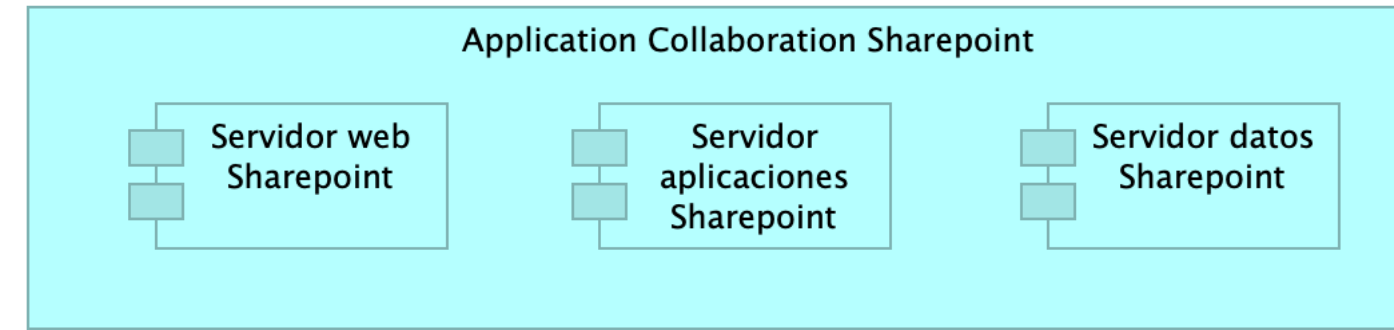 Application Collaboration Sharepoint
Servidor web
Sharepoint
Servidor
aplicaciones
Sharepoint
Servidor datos
Sharepoint